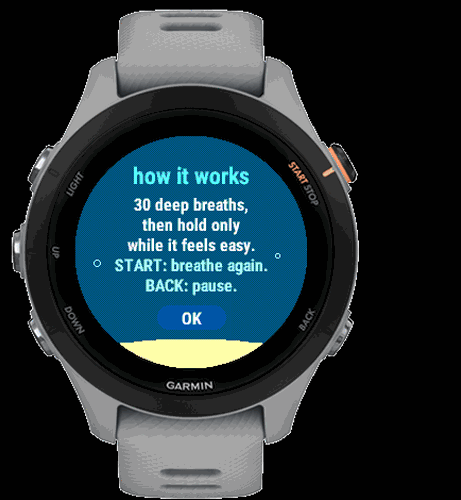 how it works
30 deep breaths,
then hold only
while it feels easy.
START: breathe again.
BACK: pause.
OK
LIGHT
START STOP
UP
DOWN
BACK
GARMIN